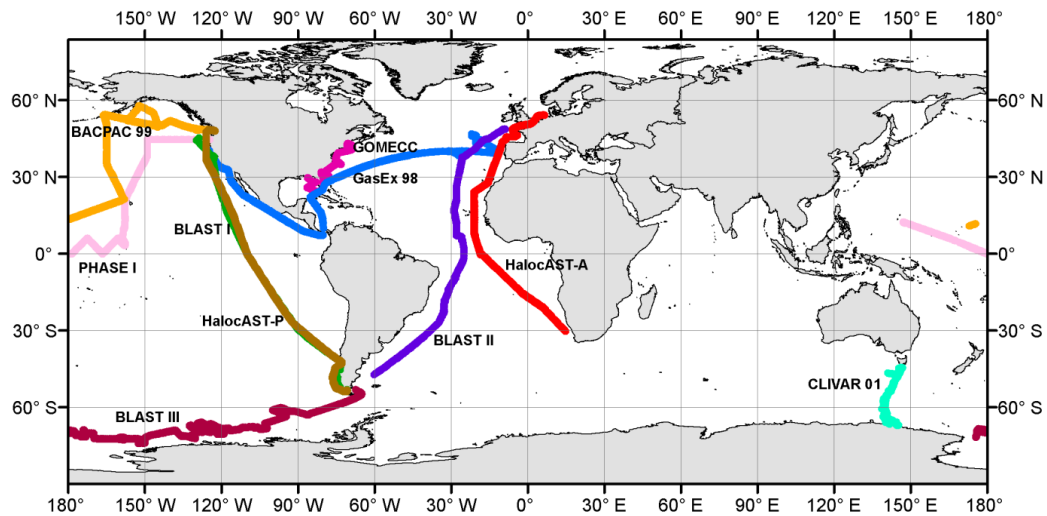 150° W 120° W 90° W 60° W 30° W 0° 30° E 60° E 90° E 120° E 150° E 180°
60° N 60° N
BACPAC 99
GOMECC
GasEx 98
30° N 30° N
BLAST I
0° 0°
PHASE I
HalocAST-A
HalocAST-P
30° S 30° S
BLAST II
CLIVAR 01
60° S 60° S
BLAST III
180° 150° W 120° W 90° W 60° W 30° W 0° 30° E 60° E 90° E 120° E 150° E 180°